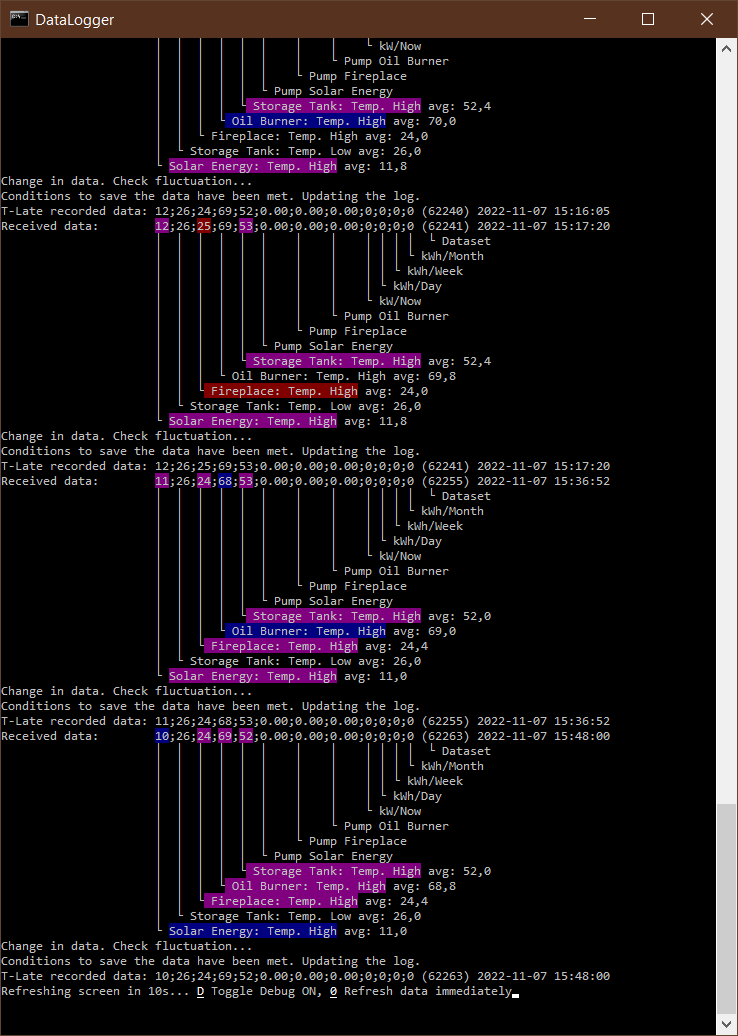 DataLogger
└ kW/Now
└ Pump Oil Burner
└ Pump Fireplace
└ Pump Solar Energy
└ Storage Tank: Temp. High avg: 52,4
└ Oil Burner: Temp. High avg: 70,0
└ Fireplace: Temp. High avg: 24,0
└ Storage Tank: Temp. Low avg: 26,0
└ Solar Energy: Temp. High avg: 11,8
Change in data. Check fluctuation...
Conditions to save the data have been met. Updating the log.
T-Late recorded data: 12;26;24;69;52;0.00;0.00;0.00;0;0;0;0 (62240) 2022-11-07 15:16:05
Received data: 12;26;25;69;53;0.00;0.00;0.00;0;0;0;0 (62241) 2022-11-07 15:17:20
└ Dataset
└ kWh/Month
└ kWh/Week
└ kWh/Day
└ kW/Now
└ Pump Oil Burner
└ Pump Fireplace
└ Pump Solar Energy
└ Storage Tank: Temp. High avg: 52,4
└ Oil Burner: Temp. High avg: 69,8
└ Fireplace: Temp. High avg: 24,0
└ Storage Tank: Temp. Low avg: 26,0
└ Solar Energy: Temp. High avg: 11,8
Change in data. Check fluctuation...
Conditions to save the data have been met. Updating the log.
T-Late recorded data: 12;26;25;69;53;0.00;0.00;0.00;0;0;0;0 (62241) 2022-11-07 15:17:20
Received data: 11;26;24;68;53;0.00;0.00;0.00;0;0;0;0 (62255) 2022-11-07 15:36:52
└ Dataset
└ kWh/Month
└ kWh/Week
└ kWh/Day
└ kW/Now
└ Pump Oil Burner
└ Pump Fireplace
└ Pump Solar Energy
└ Storage Tank: Temp. High avg: 52,0
└ Oil Burner: Temp. High avg: 69,0
└ Fireplace: Temp. High avg: 24,4
└ Storage Tank: Temp. Low avg: 26,0
└ Solar Energy: Temp. High avg: 11,0
Change in data. Check fluctuation...
Conditions to save the data have been met. Updating the log.
T-Late recorded data: 11;26;24;68;53;0.00;0.00;0.00;0;0;0;0 (62255) 2022-11-07 15:36:52
Received data: 10;26;24;69;52;0.00;0.00;0.00;0;0;0;0 (62263) 2022-11-07 15:48:00
└ Dataset
└ kWh/Month
└ kWh/Week
└ kWh/Day
└ kW/Now
└ Pump Oil Burner
└ Pump Fireplace
└ Pump Solar Energy
└ Storage Tank: Temp. High avg: 52,0
└ Oil Burner: Temp. High avg: 68,8
└ Fireplace: Temp. High avg: 24,4
└ Storage Tank: Temp. Low avg: 26,0
└ Solar Energy: Temp. High avg: 11,0
Change in data. Check fluctuation...
Conditions to save the data have been met. Updating the log.
T-Late recorded data: 10;26;24;69;52;0.00;0.00;0.00;0;0;0;0 (62263) 2022-11-07 15:48:00
Refreshing screen in 10s... D Toggle Debug ON, 0 Refresh data immediately_